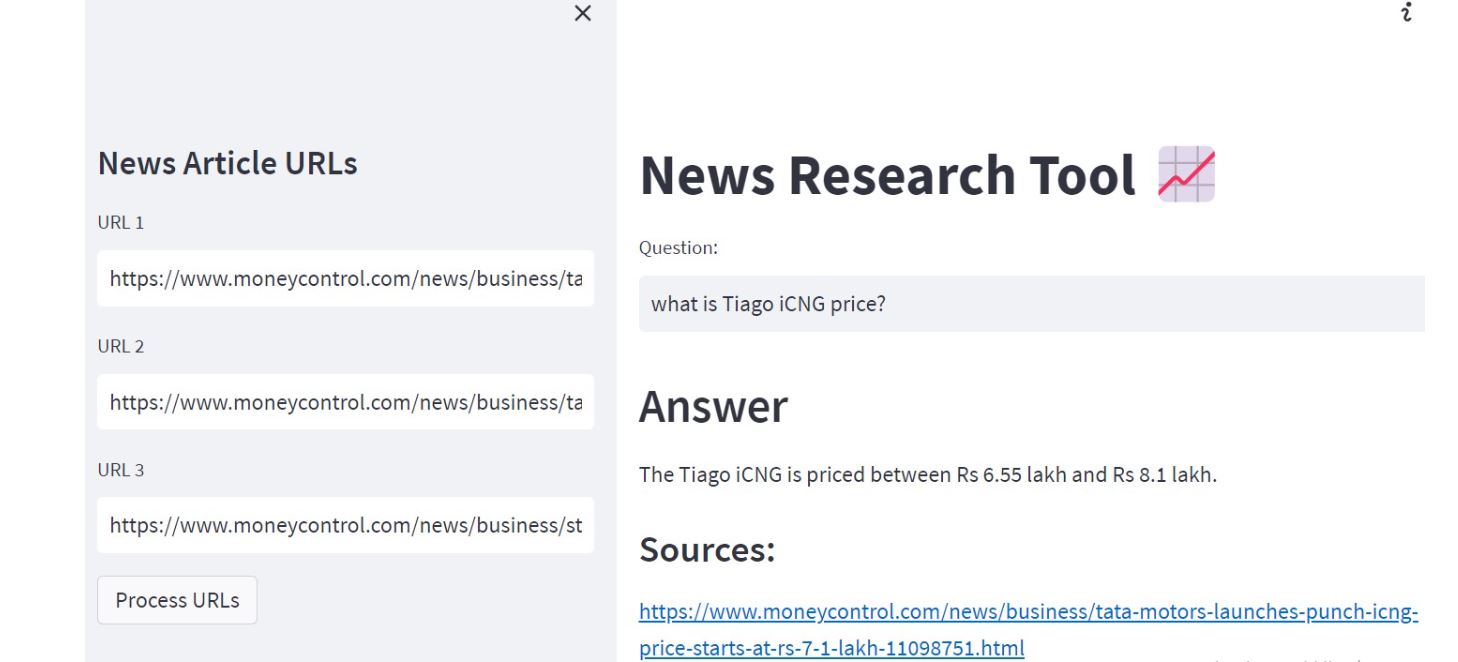 News Article URLs
URL 1
https://www.moneycontrol.com/news/business/ta
URL 2
https://www.moneycontrol.com/news/business/ta
URL 3
https://www.moneycontrol.com/news/business/st
Process URLs
News Research Tool
Question:
what is Tiago iCNG price?
Answer
The Tiago iCNG is priced between Rs 6.55 lakh and Rs 8.1 lakh.
Sources:
https://www.moneycontrol.com/news/business/tata-motors-launches-punch-icng-
price-starts-at-rs-7-1-lakh-11098751.html